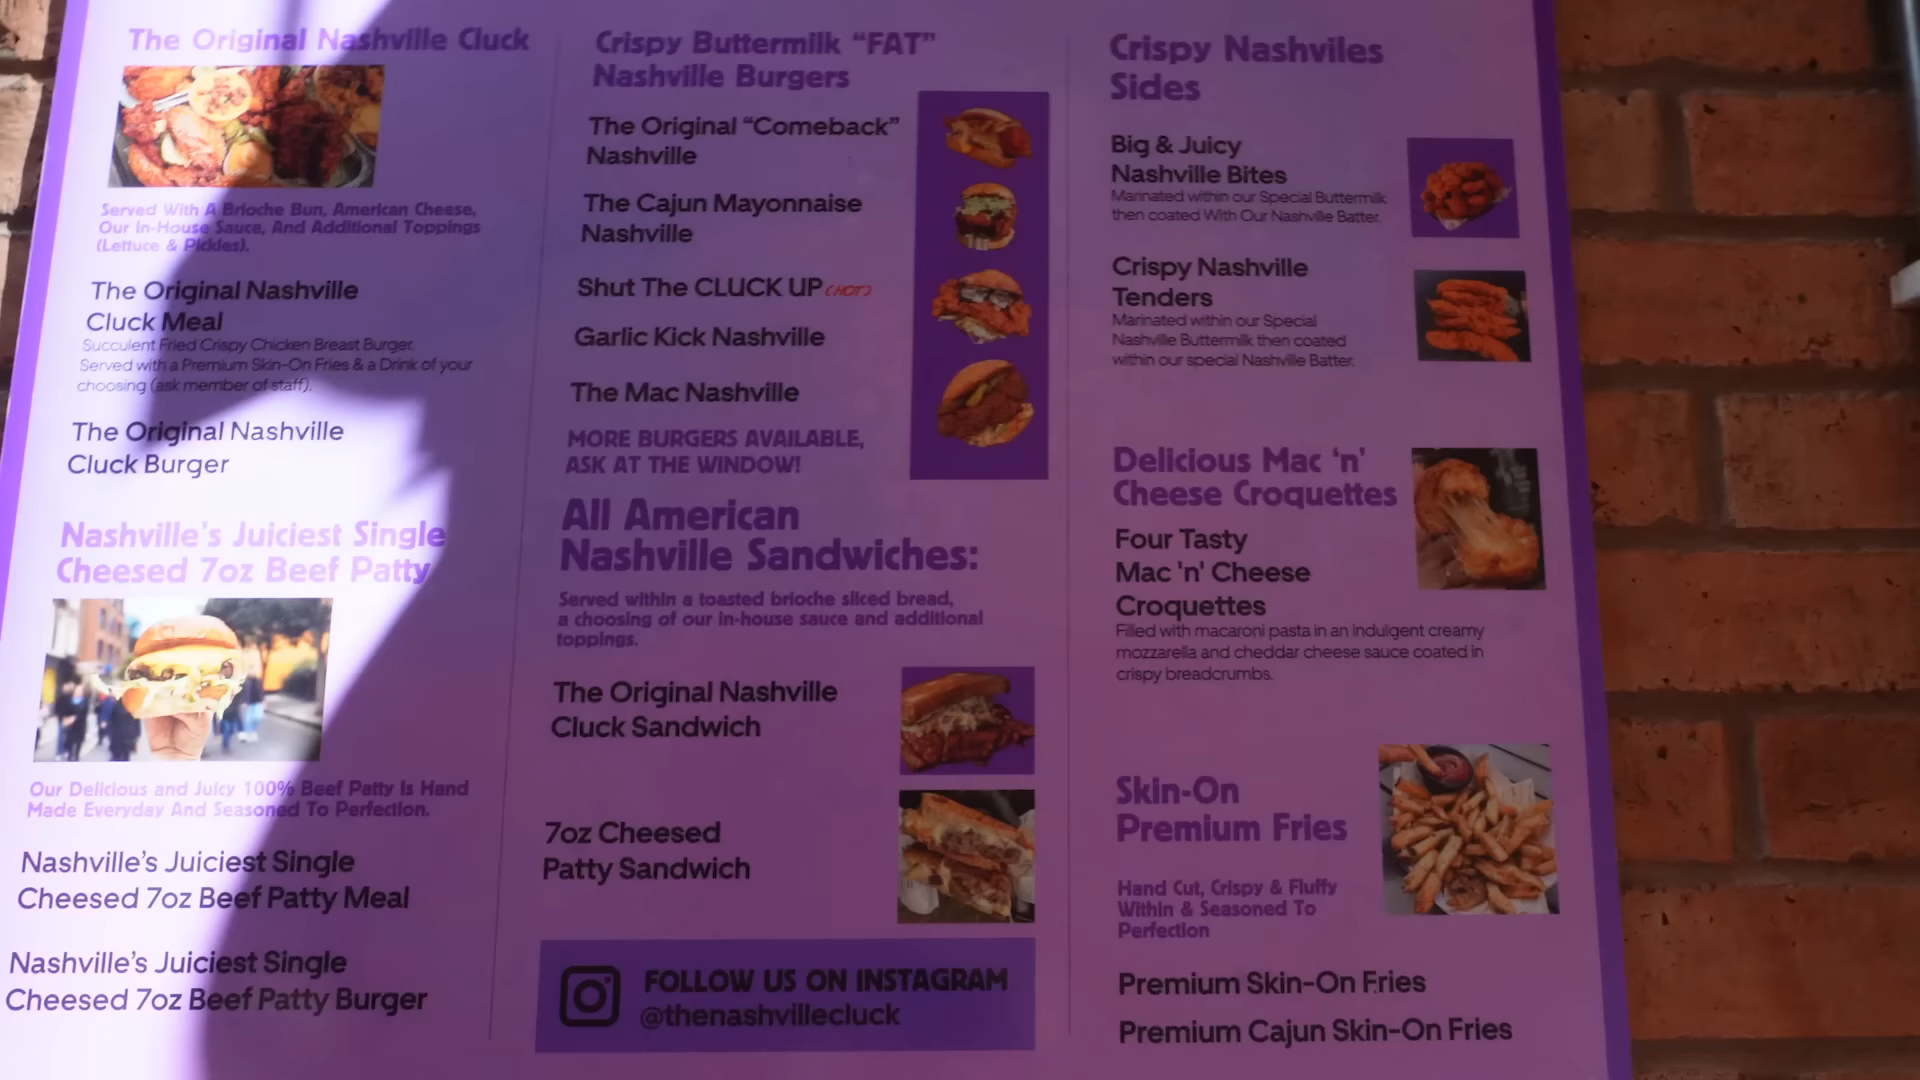 The Original Nashville Cluck
Served With A Brioche Bun, American Cheese,
Our In-House Sauce, And Additional Toppings
(Lettuce & Pickles).
The Original Nashville
Cluck Meal
Succulent Fried Crispy Chicken Breast Burger.
Served with a Premium Skin-On Fries & a Drink of your
choosing (ask member of staff).
The Original Nashville
Cluck Burger
Nashville's Juiciest Single
Cheesed 7oz Beef Patty
Our Delicious and Juicy 100% Beef Patty Is Hand
Made Everyday And Seasoned To Perfection.
Nashville's Juiciest Single
Cheesed 7oz Beef Patty Meal
Nashville's Juiciest Single
Cheesed 7oz Beef Patty Burger
Crispy Buttermilk "FAT"
Nashville Burgers
The Original "Comeback"
Nashville
The Cajun Mayonnaise
Nashville
Shut The CLUCK UP (HOT)
Garlic Kick Nashville
The Mac Nashville
MORE BURGERS AVAILABLE,
ASK AT THE WINDOW!
All American
Nashville Sandwiches:
Served within a toasted brioche sliced bread,
a choosing of our in-house sauce and additional
toppings.
The Original Nashville
Cluck Sandwich
7oz Cheesed
Patty Sandwich
FOLLOW US ON INSTAGRAM
@thenashvillecluck
Crispy Nashviles
Sides
Big & Juicy
Nashville Bites
Marinated within our Special Buttermilk
then coated With Our Nashville Batter.
Crispy Nashville
Tenders
Marinated within our Special
Nashville Buttermilk then coated
within our special Nashville Batter.
Delicious Mac 'n'
Cheese Croquettes
Four Tasty
Mac 'n' Cheese
Croquettes
Filled with macaroni pasta in an indulgent creamy
mozzarella and cheddar cheese sauce coated in
crispy breadcrumbs.
Skin-On
Premium Fries
Hand Cut, Crispy & Fluffy
Within & Seasoned To
Perfection
Premium Skin-On Fries
Premium Cajun Skin-On Fries